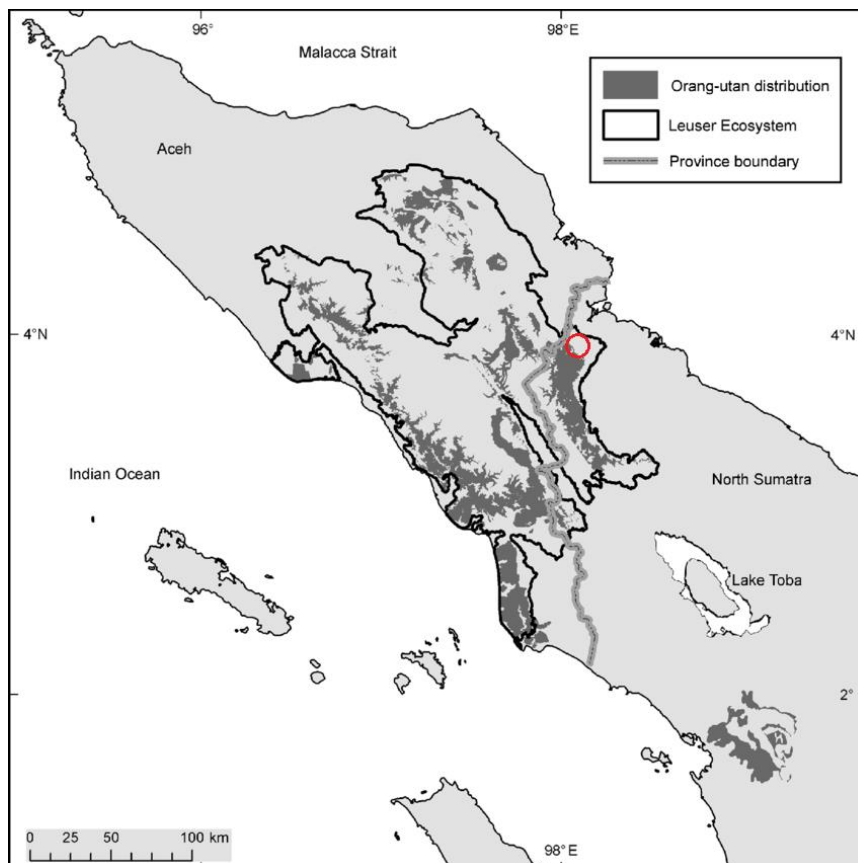 96°
98°E
Malacca Strait
Orang-utan distribution
Leuser Ecosystem
Province boundary
Aceh
4°N
4°N
Indian Ocean
North Sumatra
Lake Toba
2°
0 25 50 100 km
98°E